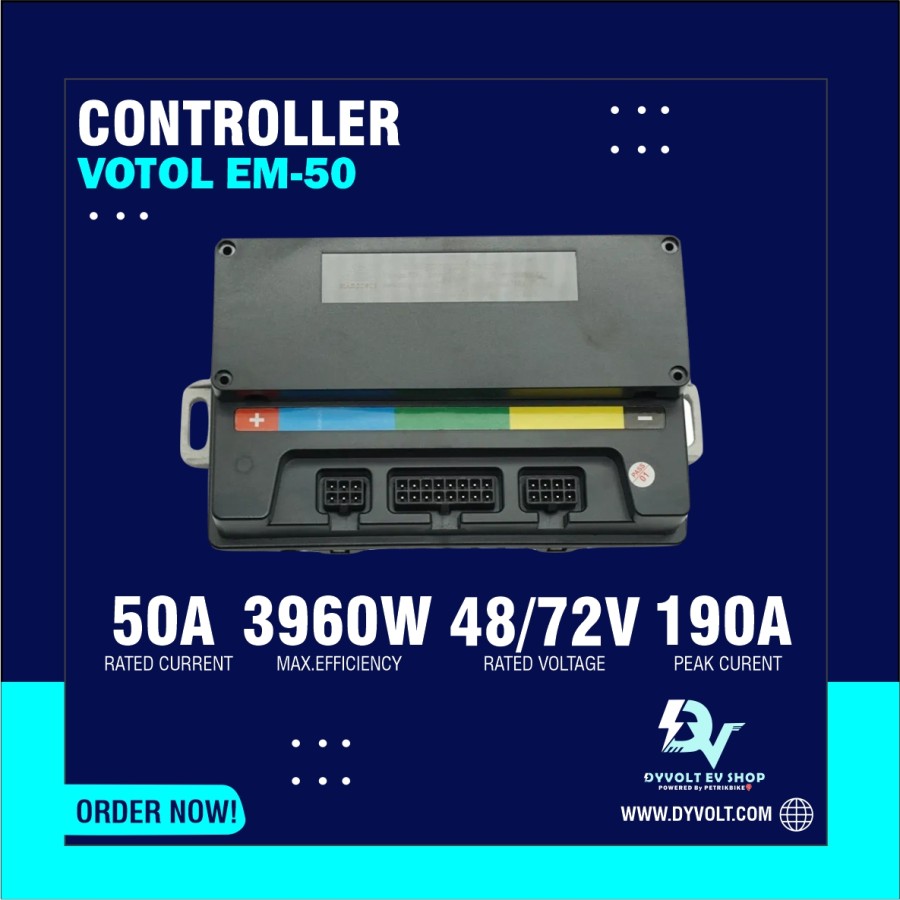 CONTROLLER
VOTOL EM-50
+
-
50A 3960W 48/72V 190A
RATED CURRENT MAX.EFFICIENCY RATED VOLTAGE PEAK CURENT
DV
DYVOLT EV SHOP
POWERED By PETRIKBIKE
ORDER NOW!
WWW.DYVOLT.COM